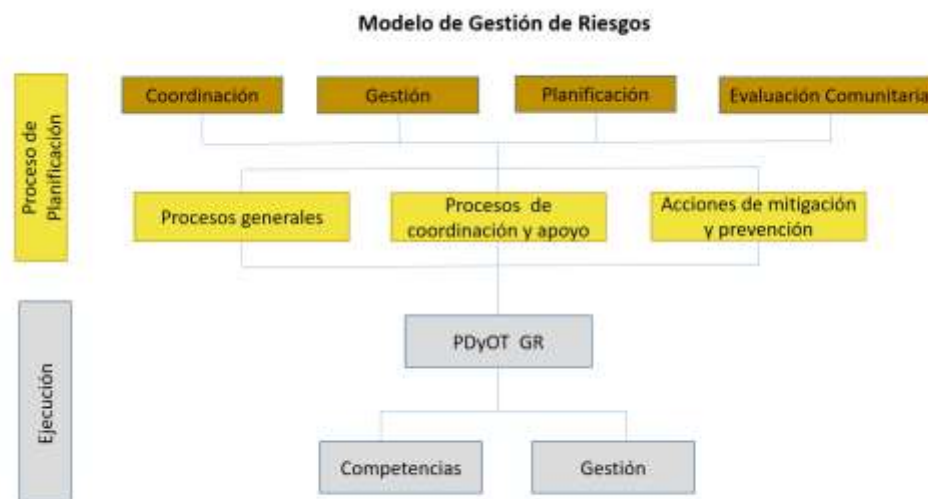 Modelo de Gestión de Riesgos
Proceso de
Planificación
Coordinación
Gestión
Planificación
Evaluación Comunitaria
Procesos generales
Procesos de
coordinación y apoyo
Acciones de mitigación
y prevención
Ejecución
PDyOT GR
Competencias
Gestión